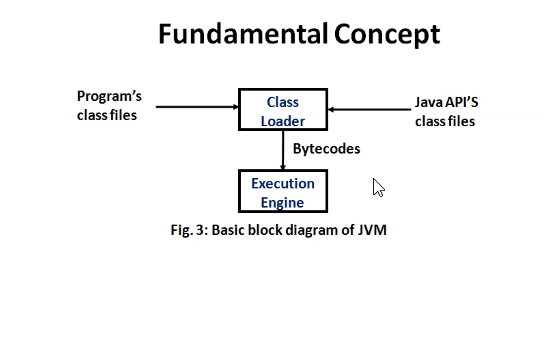 Fundamental Concept
Program's
class files
Class
Loader
Java API'S
class files
Bytecodes
Execution
Engine
Fig. 3: Basic block diagram of JVM